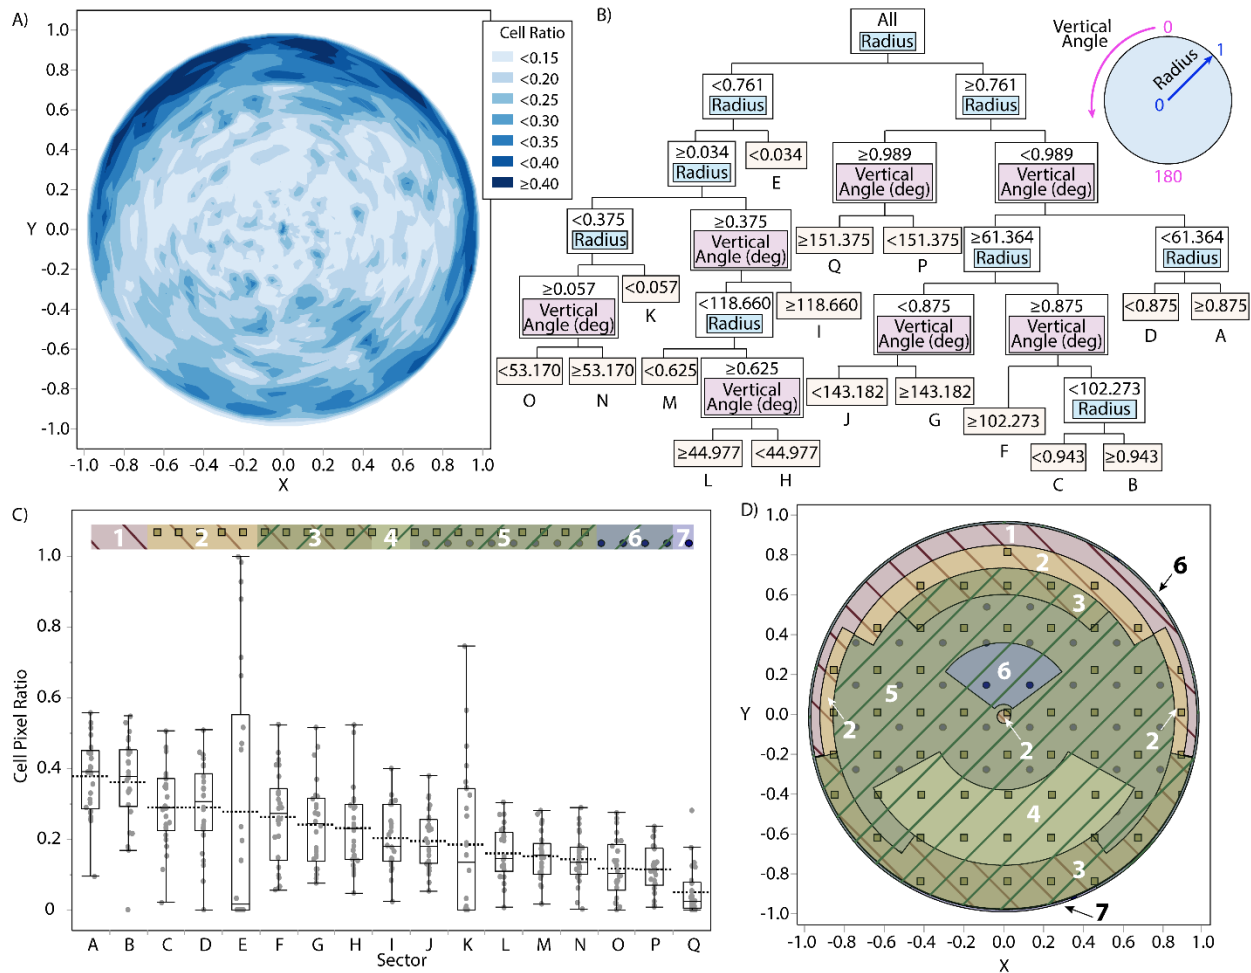 A)
1.0
0.8
0.6
0.4
0.2
Y 0.0
-0.2
-0.4
-0.6
-0.8
-1.0
-1.0 -0.8 -0.6 -0.4 -0.2 0.0 0.2 0.4 0.6 0.8 1.0
X
Cell Ratio
<0.15
<0.20
<0.25
<0.30
<0.35
<0.40
≥0.40
B)
All
Radius
<0.761
Radius
≥0.761
Radius
≥0.034
Radius
<0.034
E
≥0.989
Vertical
Angle (deg)
<0.989
Vertical
Angle (deg)
<0.375
Radius
≥0.375
Vertical
Angle (deg)
≥151.375
Q
<151.375
P
≥61.364
Radius
<61.364
Radius
≥0.057
Vertical
Angle (deg)
<0.057
K
<118.660
Radius
≥118.660
I
<0.875
Vertical
Angle (deg)
≥0.875
Vertical
Angle (deg)
<0.875
D
≥0.875
A
<53.170
O
≥53.170
N
<0.625
M
≥0.625
Vertical
Angle (deg)
<143.182
J
≥143.182
G
≥102.273
F
<102.273
Radius
≥44.977
L
<44.977
H
<0.943
C
≥0.943
B
Vertical
Angle
0
1
Radius
0
180
C)
1 2 3 4 5 6 7
1.0
0.8
0.6
0.4
0.2
0
Cell Pixel Ratio
A B C D E F G H I J K L M N O P Q
Sector
D)
1.0
0.8
0.6
0.4
0.2
Y 0.0
-0.2
-0.4
-0.6
-0.8
-1.0
-1.0 -0.8 -0.6 -0.4 -0.2 0.0 0.2 0.4 0.6 0.8 1.0
X
1
2
6
3
6
5
2
2
2
4
3
7